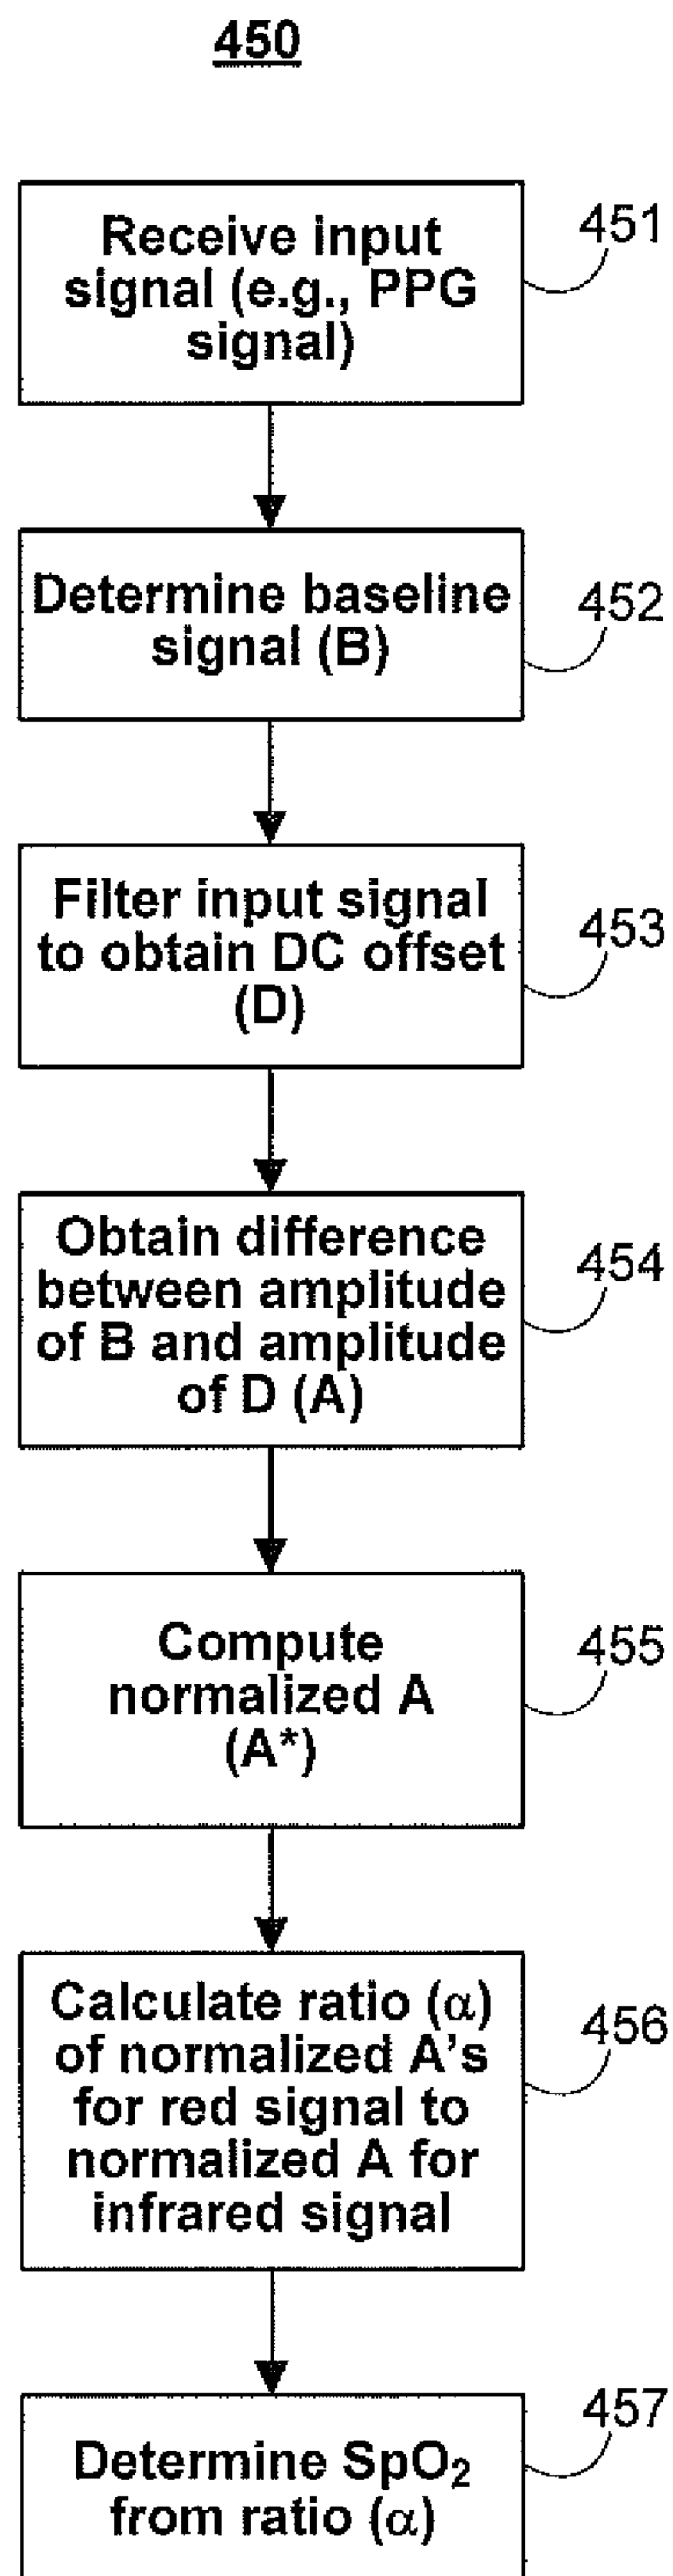 450
Receive input
signal (e.g., PPG
signal)
451
Determine baseline
signal (B)
452
Filter input signal
to obtain DC offset
(D)
453
Obtain difference
between amplitude
of B and amplitude
of D (A)
454
Compute
normalized A
(A*)
455
Calculate ratio (α)
of normalized A's
for red signal to
normalized A for
infrared signal
456
Determine SpO₂
from ratio (α)
457